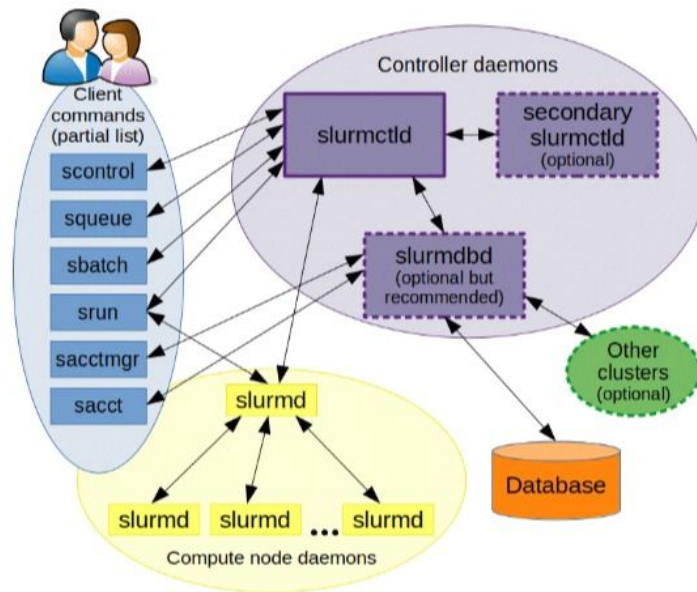 Client
commands
(partial list)
scontrol
squeue
sbatch
srun
sacctmgr
sacct
Controller daemons
slurmctld
secondary
slurmctld
(optional)
slurmdbd
(optional but
recommended)
Other
clusters
(optional)
Database
slurmd
slurmd slurmd ... slurmd
Compute node daemons